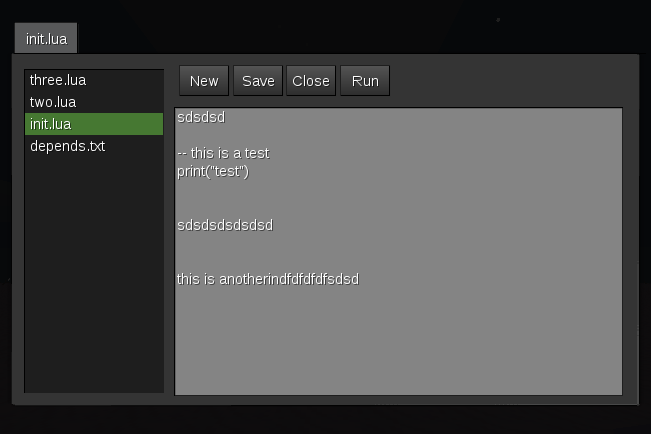 init.lua
three.lua
two.lua
init.lua
depends.txt
New Save Close Run
sdsdsd
-- this is a test
print("test")
sdsdsdsdsdsd
this is anotherindfdfdfdfsdsd